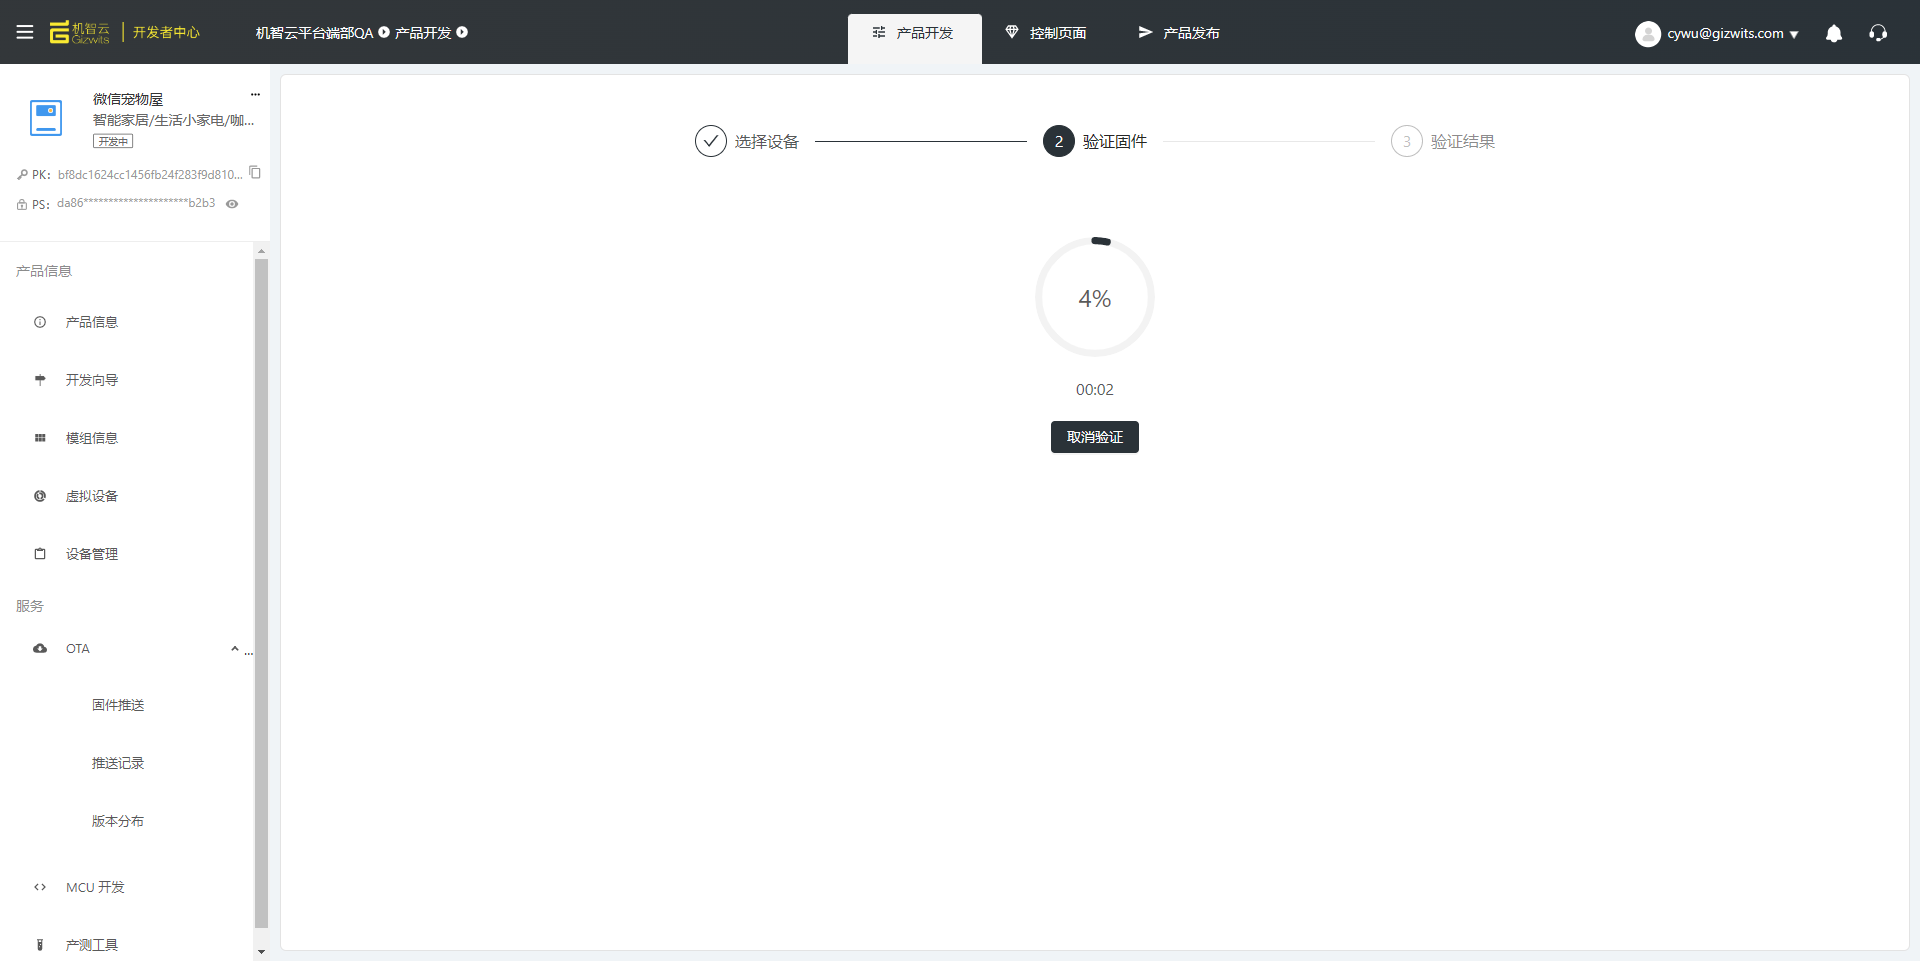 机智云 Gizwits 开发者中心 机智云平台端部QA 产品开发 产品开发 控制页面 产品发布 cywu@gizwits.com
微信宠物屋
智能家居/生活小家电/咖...
开发中
PK: bf8dc1624cc1456fb24f283f9d810...
PS: da86*********************b2b3
选择设备 2 验证固件 3 验证结果
4%
00:02
取消验证
产品信息
产品信息
开发向导
模组信息
虚拟设备
设备管理
服务
OTA ...
固件推送
推送记录
版本分布
MCU 开发
产测工具